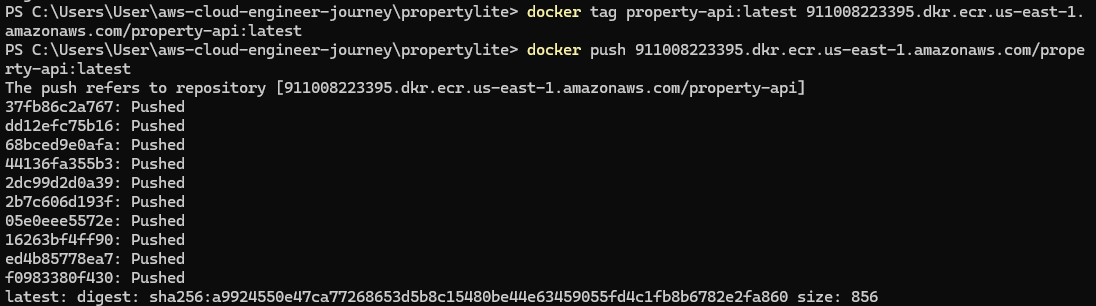 PS C:\Users\User\aws-cloud-engineer-journey\propertylite> docker tag property-api:latest 911008223395.dkr.ecr.us-east-1.
amazonaws.com/property-api:latest
PS C:\Users\User\aws-cloud-engineer-journey\propertylite> docker push 911008223395.dkr.ecr.us-east-1.amazonaws.com/prope
rty-api:latest
The push refers to repository [911008223395.dkr.ecr.us-east-1.amazonaws.com/property-api]
37fb86c2a767: Pushed
dd12efc75b16: Pushed
68bced9e0afa: Pushed
44136fa355b3: Pushed
2dc99d2d0a39: Pushed
2b7c606d193f: Pushed
05e0eee5572e: Pushed
16263bf4ff90: Pushed
ed4b85778ea7: Pushed
f0983380f430: Pushed
latest: digest: sha256:a9924550e47ca77268653d5b8c15480be44e63459055fd4c1fb8b6782e2fa860 size: 856